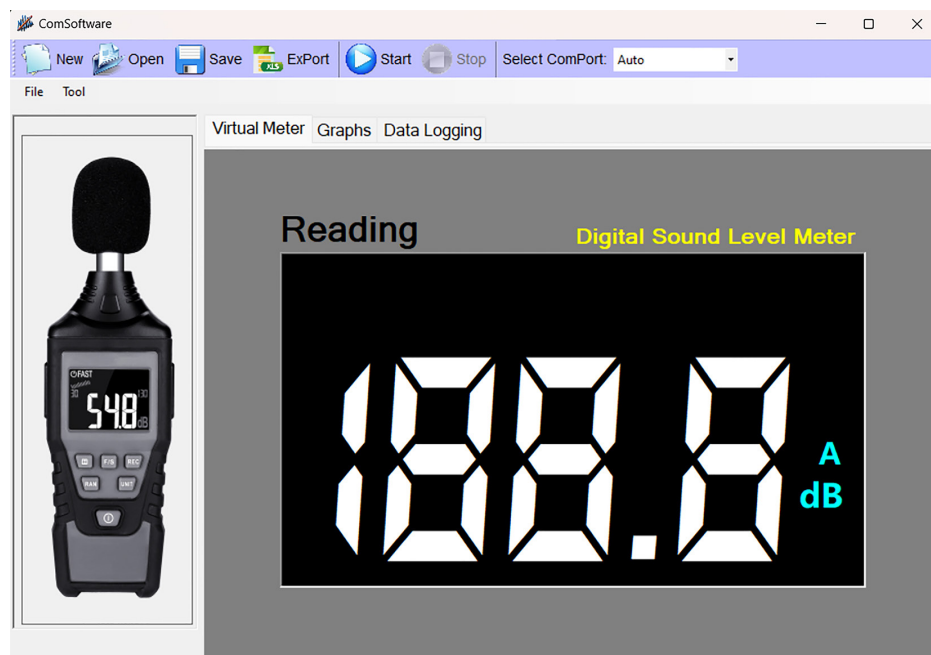 ComSoftware
New Open Save XLS ExPort Start Stop Select ComPort: Auto
File Tool
Virtual Meter Graphs Data Logging
Reading
Digital Sound Level Meter
188.8
A
dB
FAST
30 130
54.8
dB
F/S REC
UNIT